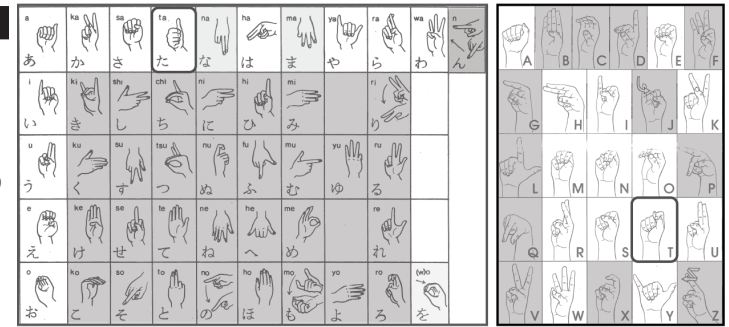 a ka sa ta na ha ma ya ra wa n
あ か さ た な は ま や ら わ ん
i ki shi chi ni hi mi ri
い き し ち に ひ み り
u ku su tsu nu fu mu yu ru
う く す つ ぬ ふ む ゆ る
e ke se te ne he me re
え け せ て ね へ め れ
o ko so to no ho mo yo ro (w)o
お こ そ と の ほ も よ ろ を
A B C D E F
G H I J K
L M N O P
Q R S T U
V W X Y Z